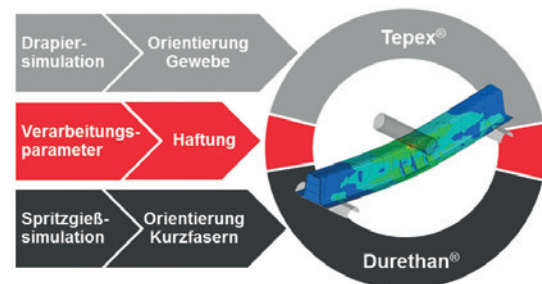 Drapier-
simulation
Orientierung
Gewebe
Tepex®
Verarbeitungs-
parameter
Haftung
Spritzgieß-
simulation
Orientierung
Kurzfasern
Durethan®